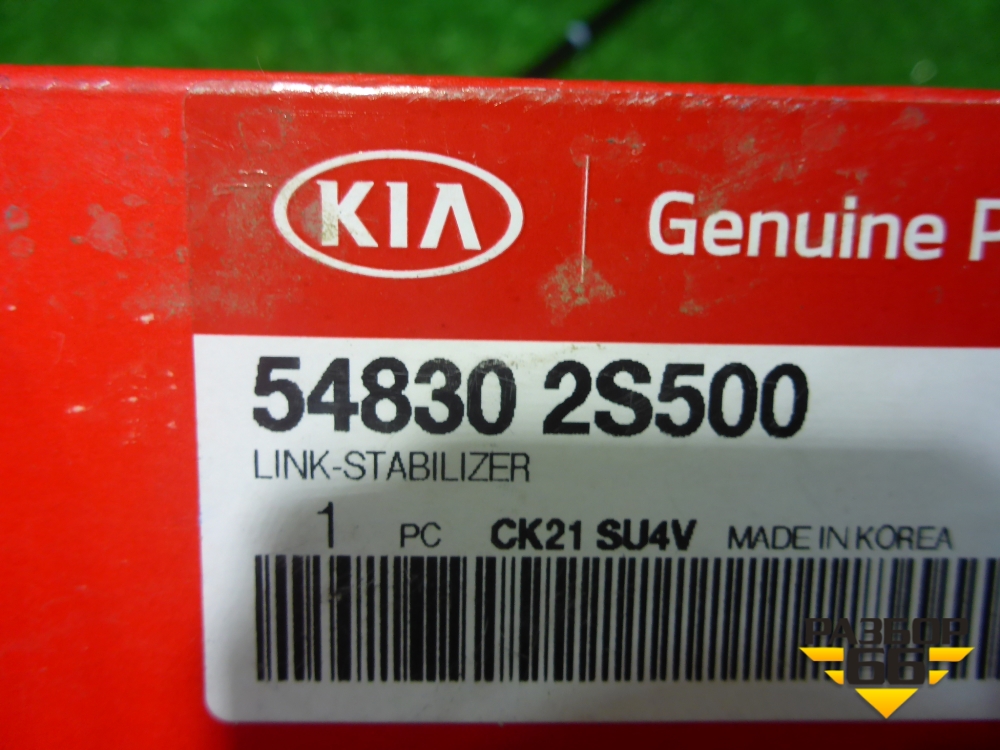 KIA
Genuine P
54830 2S500
LINK-STABILIZER
1 PC CK21 SU4V MADE IN KOREA
РАЗБОР
66